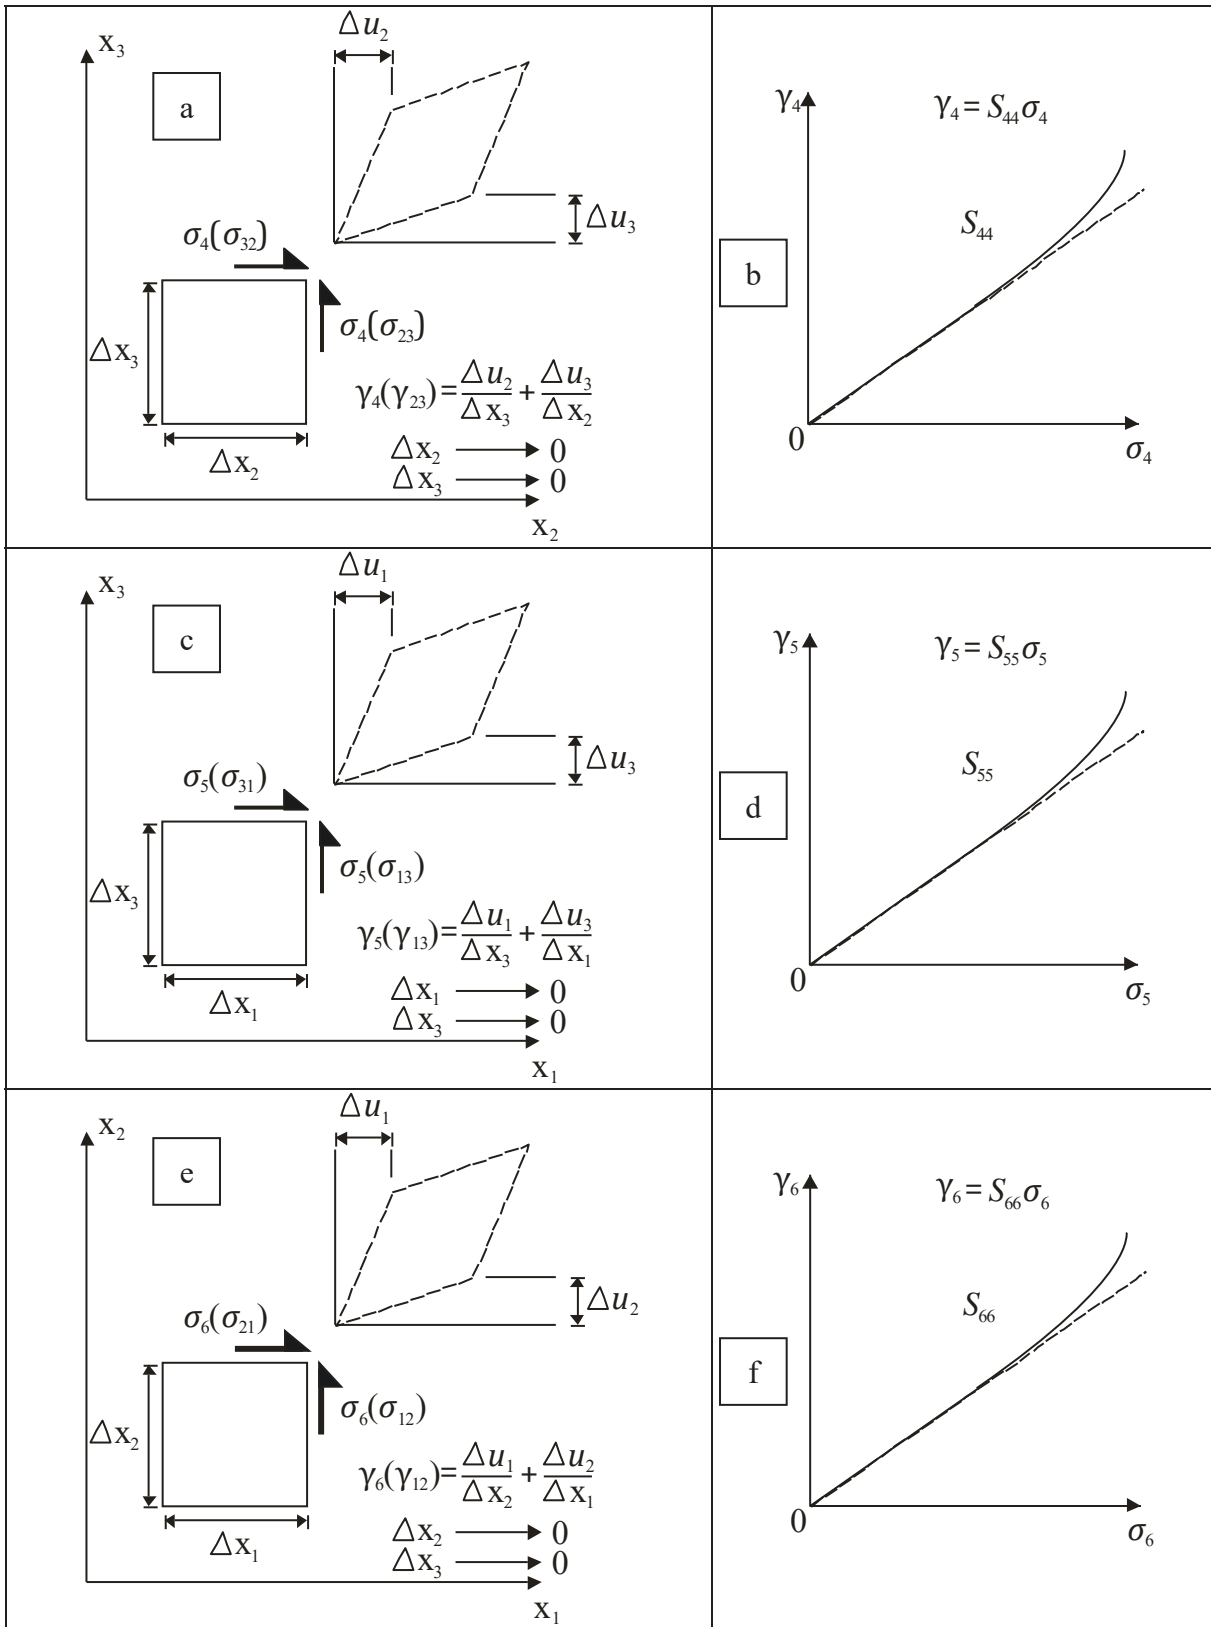 Δu₂
x₃
a
Δu₃
σ₄(σ₃₂)
σ₄(σ₂₃)
Δx₃
γ₄(γ₂₃)=Δu₂/Δx₃+Δu₃/Δx₂
Δx₂ → 0
Δx₂
Δx₃ → 0
x₂
γ₄
γ₄=S₄₄σ₄
S₄₄
b
0
σ₄
Δu₁
x₃
c
Δu₃
σ₅(σ₃₁)
σ₅(σ₁₃)
Δx₃
γ₅(γ₁₃)=Δu₁/Δx₃+Δu₃/Δx₁
Δx₁ → 0
Δx₁
Δx₃ → 0
x₁
γ₅
γ₅=S₅₅σ₅
S₅₅
d
0
σ₅
Δu₁
x₂
e
Δu₂
σ₆(σ₂₁)
σ₆(σ₁₂)
Δx₂
γ₆(γ₁₂)=Δu₁/Δx₂+Δu₂/Δx₁
Δx₂ → 0
Δx₁
Δx₃ → 0
x₁
γ₆
γ₆=S₆₆σ₆
S₆₆
f
0
σ₆